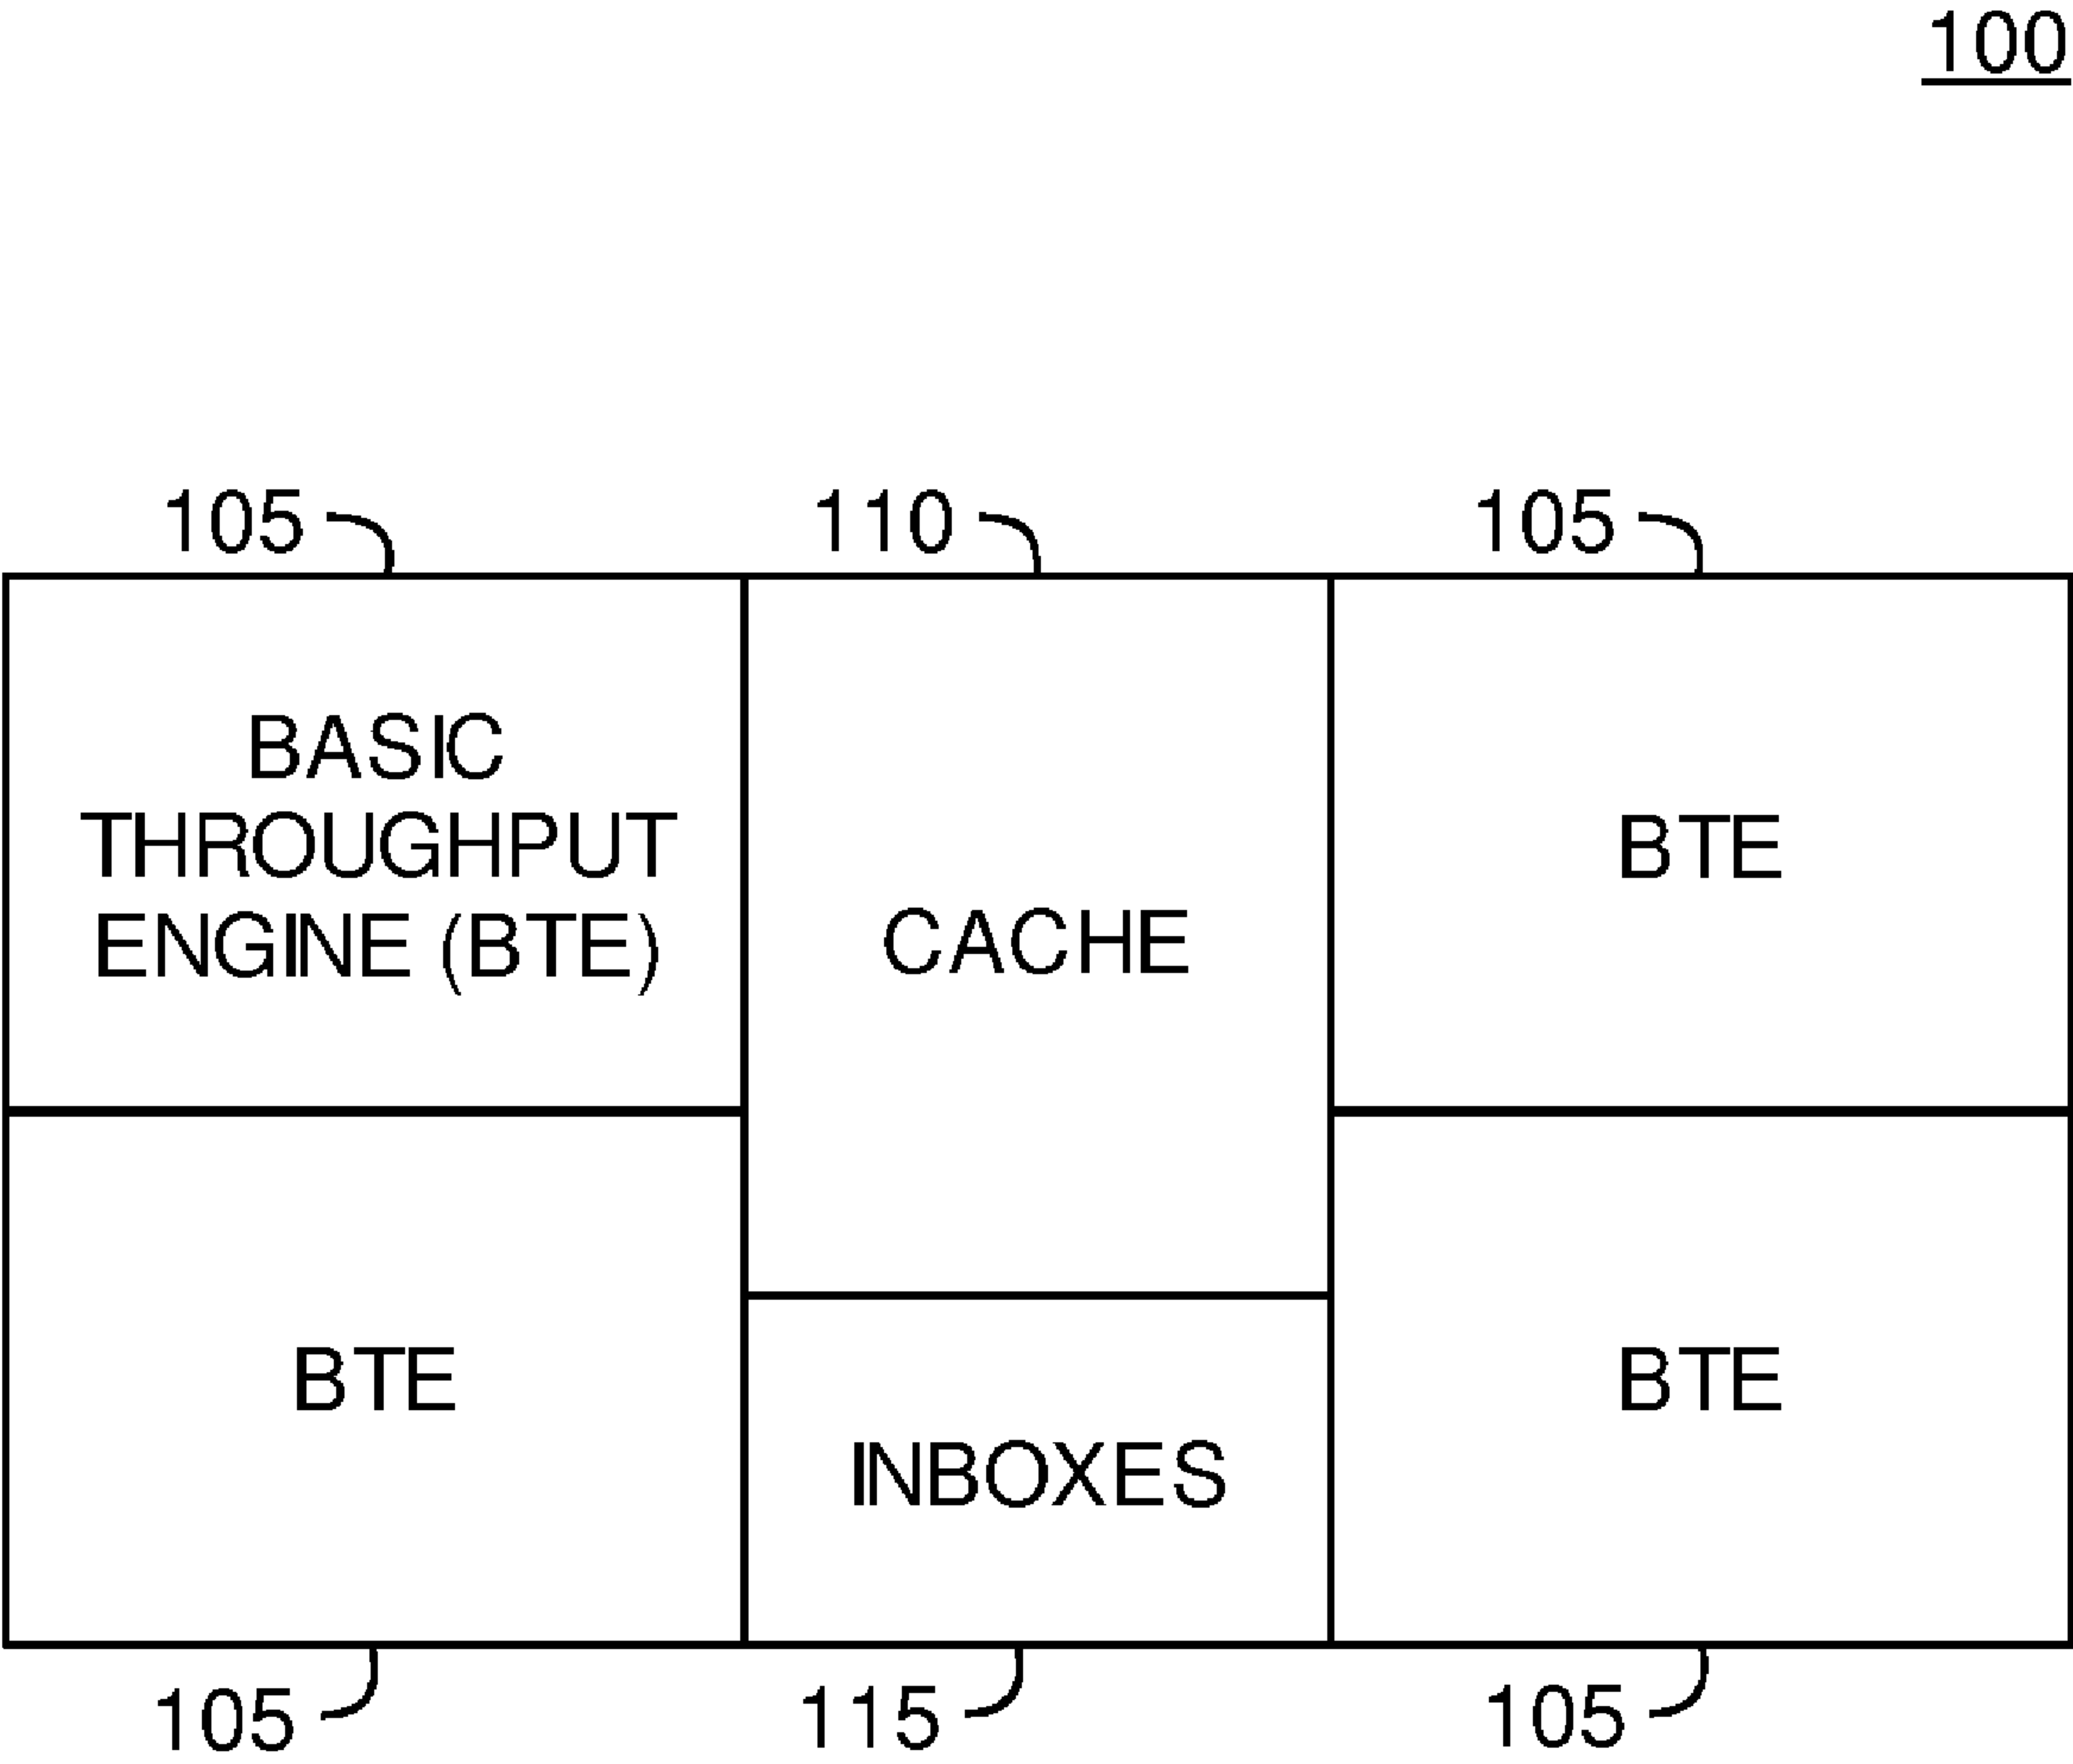 100
105
110
105
BASIC
THROUGHPUT
ENGINE (BTE)
CACHE
BTE
BTE
INBOXES
BTE
105
115
105